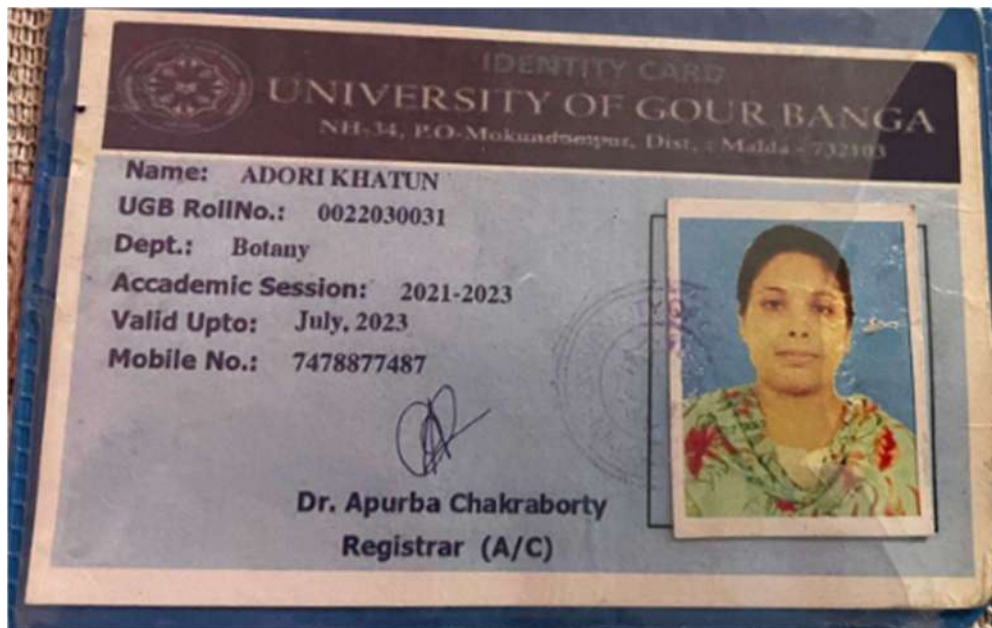 IDENTITY CARD
UNIVERSITY OF GOUR BANGA
NH-34, P.O-Mokundompur, Dist, : Malda - 732103
Name: ADORI KHATUN
UGB RollNo.: 0022030031
Dept.: Botany
Accademic Session: 2021-2023
Valid Upto: July, 2023
Mobile No.: 7478877487
Dr. Apurba Chakraborty
Registrar (A/C)